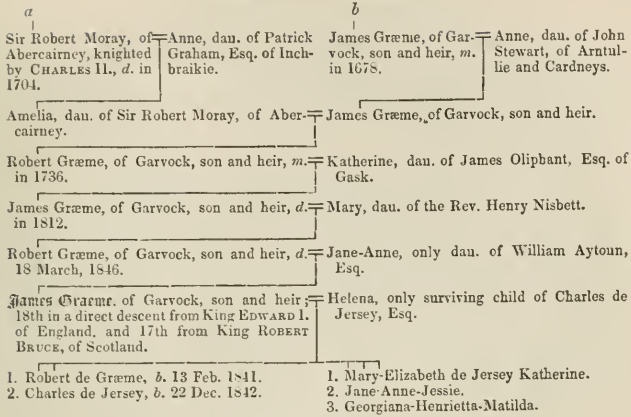 a
b
Sir Robert Moray, of Abercairney, knighted by CHARLES II., d. in 1704.
Anne, dau. of Patrick Graham, Esq. of Inchbraikie.
James Græme, of Garvock, son and heir, m. in 1678.
Anne, dau. of John Stewart, of Arntullie and Cardneys.
Amelia, dau. of Sir Robert Moray, of Abercairney.
James Græme, of Garvock, son and heir.
Robert Græme, of Garvock, son and heir, m. in 1736.
Katherine, dau. of James Olipbant, Esq. of Gask.
James Græme, of Garvock, son and heir, d. in 1812.
Mary, dau. of the Rev. Henry Nisbett.
Robert Græme, of Garvock, son and heir, d. 18 March, 1846.
Jane-Anne, only dau. of William Aytoun, Esq.
James Graeme. of Garvock, son and heir; 18th in a direct descent from King EDWARD I. of England, and 17th from King ROBERT BRUCE, of Scotland.
Helena, only surviving child of Charles de Jersey, Esq.
1. Robert de Græme, b. 13 Feb. 1841.
2. Charles de Jersey, b. 22 Dec. 1842.
1. Mary-Elizabeth de Jersey Katherine.
2. Jane-Anne-Jessie.
3. Georgiana-Henrietta-Matilda.